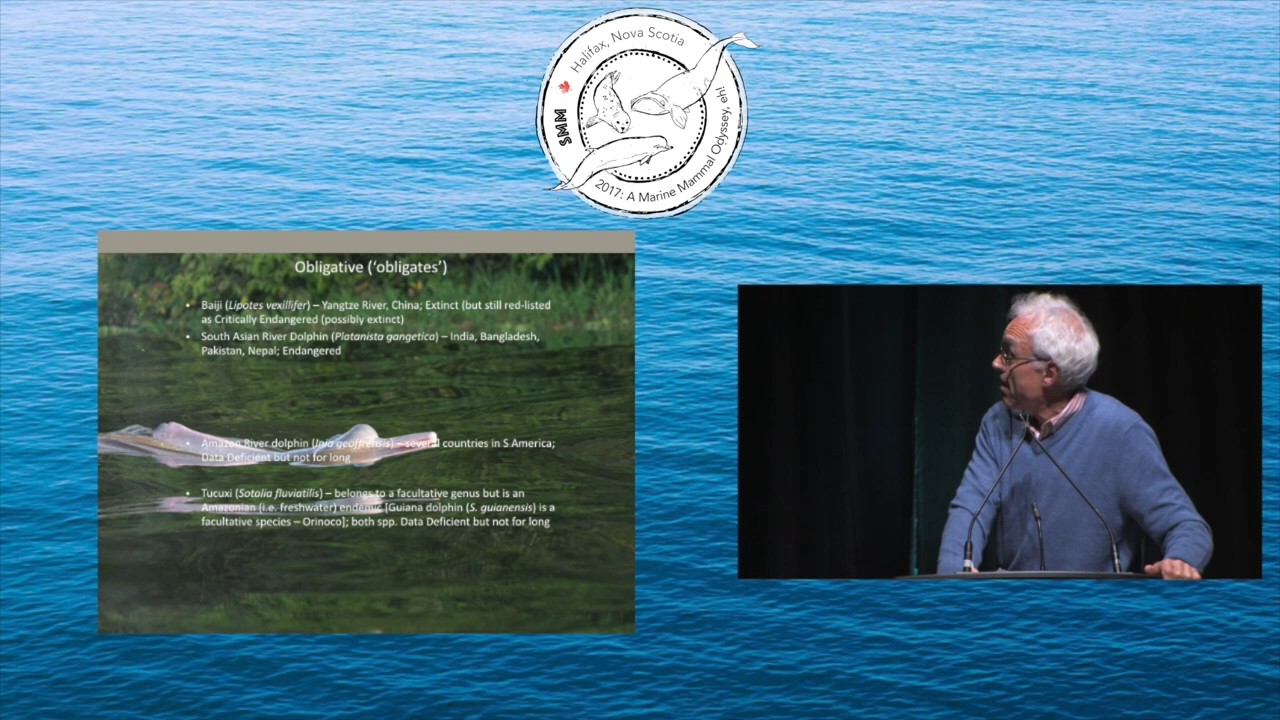 Halifax, Nova Scotia
SMM
2017: A Marine Mammal Odyssey, eh!
Obligative (‘obligates’)
• Baiji (Lipotes vexillifer) – Yangtze River, China; Extinct (but still red-listed
as Critically Endangered (possibly extinct)
• South Asian River Dolphin (Platanista gangetica) – India, Bangladesh,
Pakistan, Nepal; Endangered
• Amazon River dolphin (Inia geoffrensis) – several countries in S America;
Data Deficient but not for long
• Tucuxi (Sotalia fluviatilis) – belongs to a facultative genus but is an
Amazonian (i.e. freshwater) endemic [Guiana dolphin (S. guianensis) is a
facultative species – Orinoco]; both spp. Data Deficient but not for long